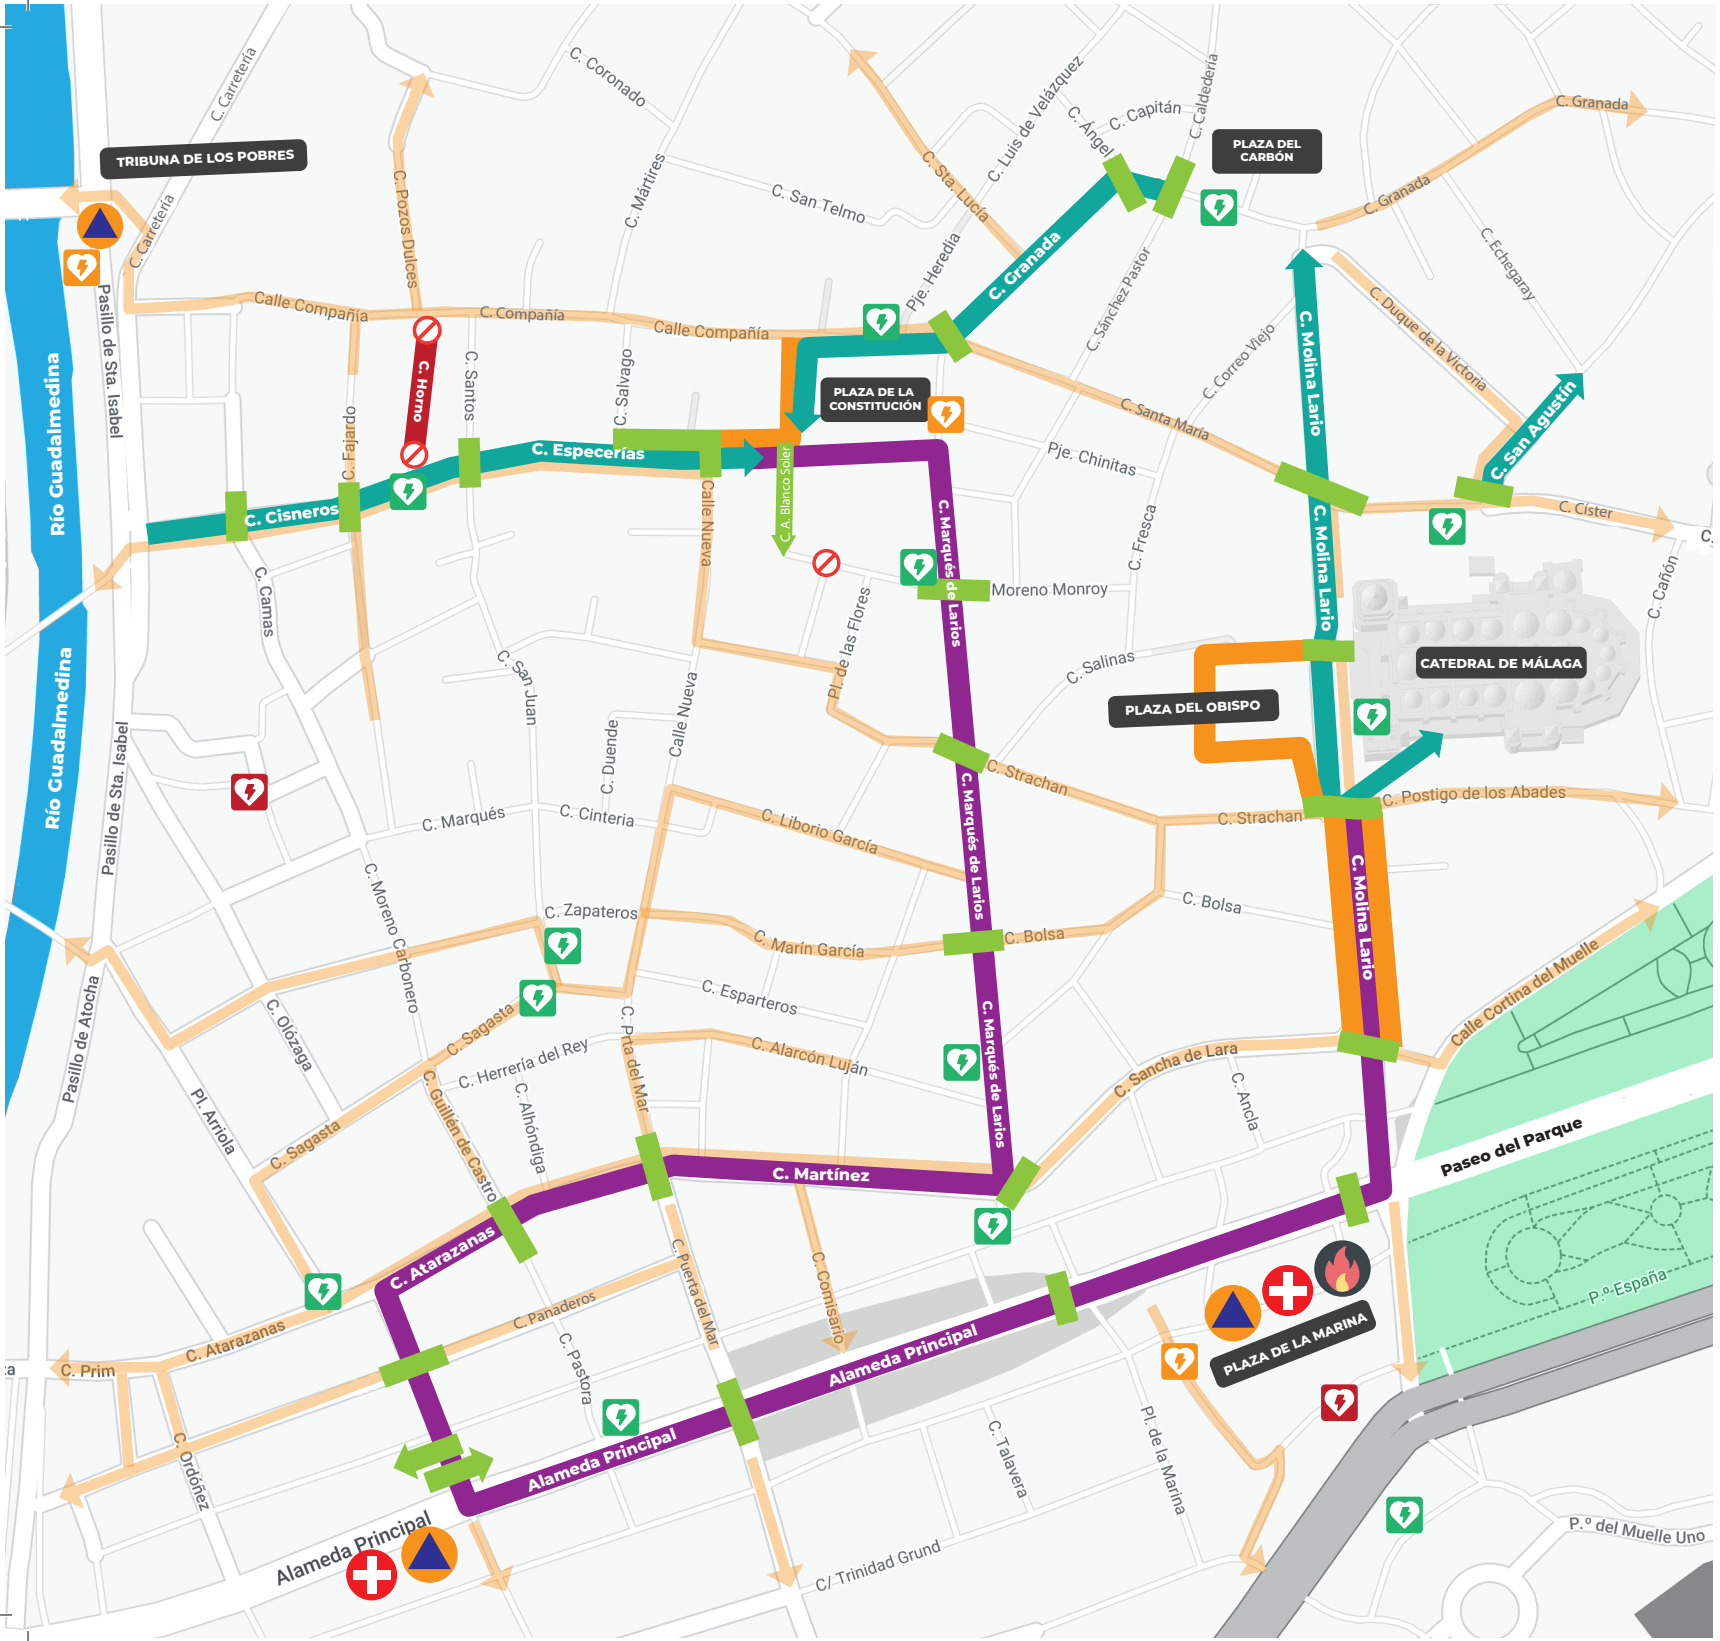 C. Carretería
C. Coronado
C. Luis de Velázquez
C. Caldedería
C. Ángel
C. Capitán
C. Granada
PLAZA DEL
CARBÓN
TRIBUNA DE LOS POBRES
C. Mártires
C. San Telmo
C. Sta. Lucía
C. Granada
C. Carretería
C. Pozos Dulces
Pje. Heredia
C. Granada
C. Sánchez Pastor
C. Echegaray
Pasillo de Sta. Isabel
Calle Compañía
C. Compañía
Calle Compañía
C. Duque de la Victoria
C. Molina Lario
C. Correo Viejo
Río Guadalmedina
C. Horno
C. Santos
C. Salvago
PLAZA DE LA
CONSTITUCIÓN
C. Santa María
C. San Agustín
C. Fajardo
C. Especerías
C. A. Blanco Soler
Pje. Chinitas
C. Cisneros
Calle Nueva
C. Marqués de Larios
C. Fresca
C. Molina Lario
C. Císter
C.
C. Camas
Moreno Monroy
C. Cañón
Pl. de las Flores
C. San Juan
C. Salinas
CATEDRAL DE MÁLAGA
Río Guadalmedina
Calle Nueva
PLAZA DEL OBISPO
Pasillo de Sta. Isabel
C. Duende
C. Strachan
C. Marqués de Larios
C. Postigo de los Abades
C. Marqués
C. Cinteria
C. Liborio García
C. Strachan
C. Moreno Carbonero
C. Molina Lario
C. Zapateros
C. Marín García
C. Bolsa
C. Bolsa
Pasillo de Atocha
C. Olózaga
C. Sagasta
C. Esparteros
C. Marqués de Larios
Calle Cortina del Muelle
C. Prta del Mar
C. Herrería del Rey
C. Alarcón Luján
C. Sancha de Lara
C. Ancla
Pl. Arriola
C. Guillén de Castro
C. Alhóndiga
C. Sagasta
Paseo del Parque
C. Martínez
C. Atarazanas
C. Puerta del Mar
C. Comisario
P.º España
C. Panaderos
C. Atarazanas
PLAZA DE LA MARINA
Alameda Principal
za
C. Prim
C. Pastora
C. Ordóñez
Alameda Principal
C. Talavera
Pl. de la Marina
Alameda Principal
C/ Trinidad Grund
P.º del Muelle Uno